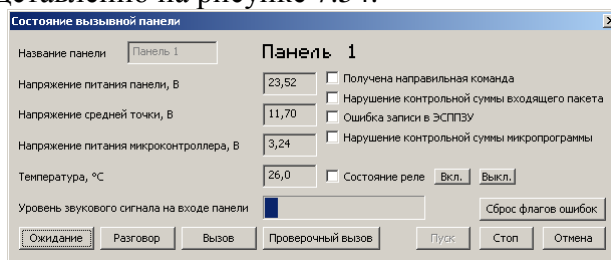 дставлено на рисунке 7.34.
Состояние вызывной панели
Название панели Панель 1 Панель 1
Напряжение питания панели, В 23,52 Получена направильная команда
Нарушение контрольной суммы входящего пакета
Напряжение средней точки, В 11,70 Ошибка записи в ЭСППЗУ
Напряжение питания микроконтроллера, В 3,24 Нарушение контрольной суммы микропрограммы
Температура, °C 26,0 Состояние реле Вкл. Выкл.
Уровень звукового сигнала на входе панели Сброс флагов ошибок
Ожидание Разговор Вызов Проверочный вызов Пуск Стоп Отмена